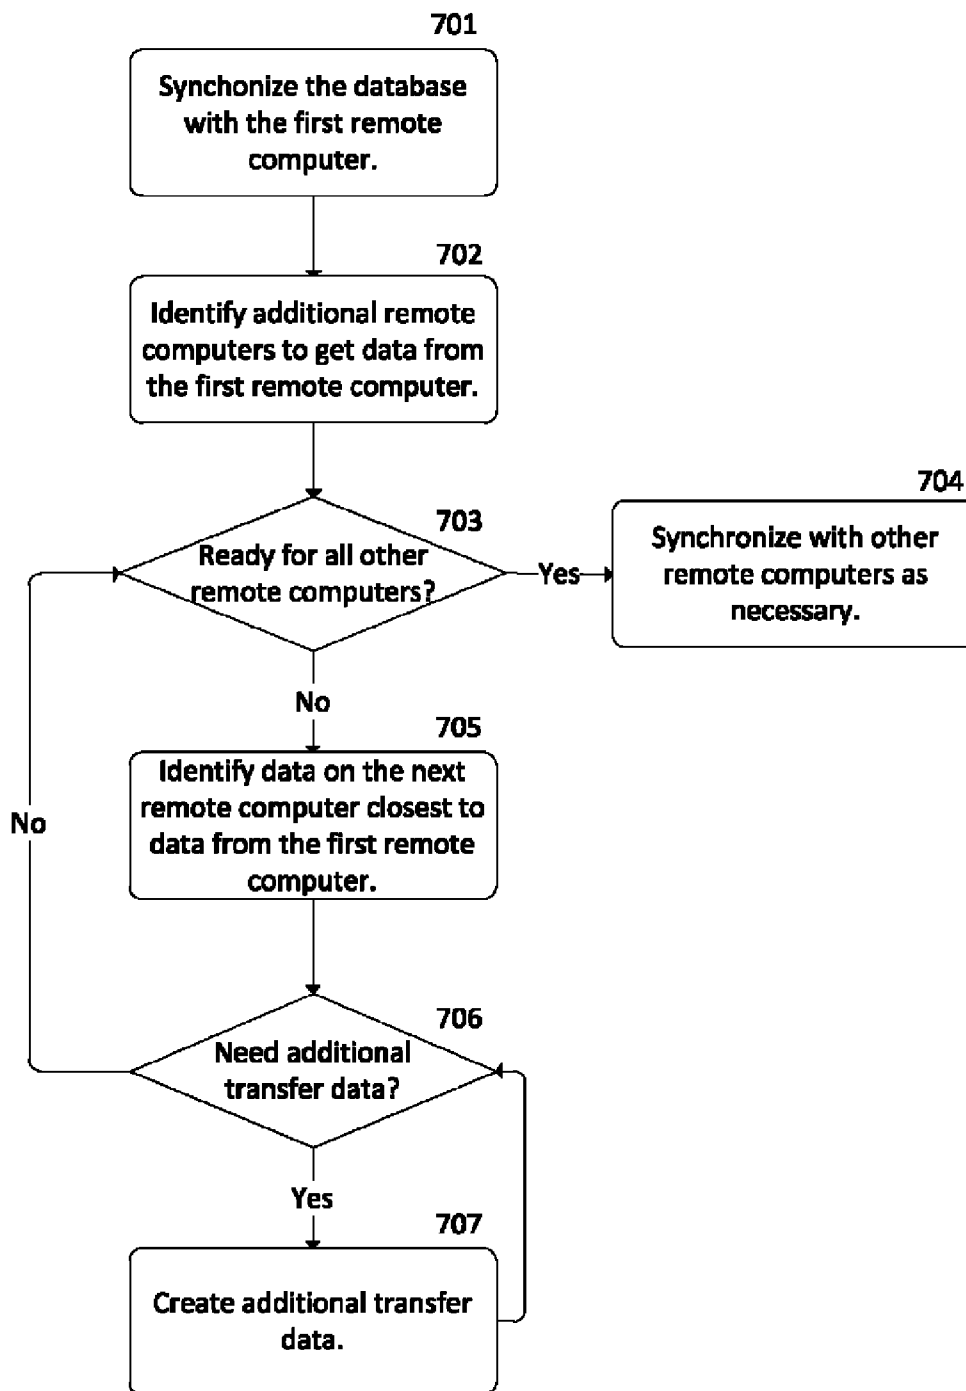 701
Synchonize the database
with the first remote
computer.
702
Identify additional remote
computers to get data from
the first remote computer.
703
Ready for all other
remote computers?
Yes
704
Synchronize with other
remote computers as
necessary.
No
705
Identify data on the next
remote computer closest to
data from the first remote
computer.
No
706
Need additional
transfer data?
Yes
707
Create additional transfer
data.